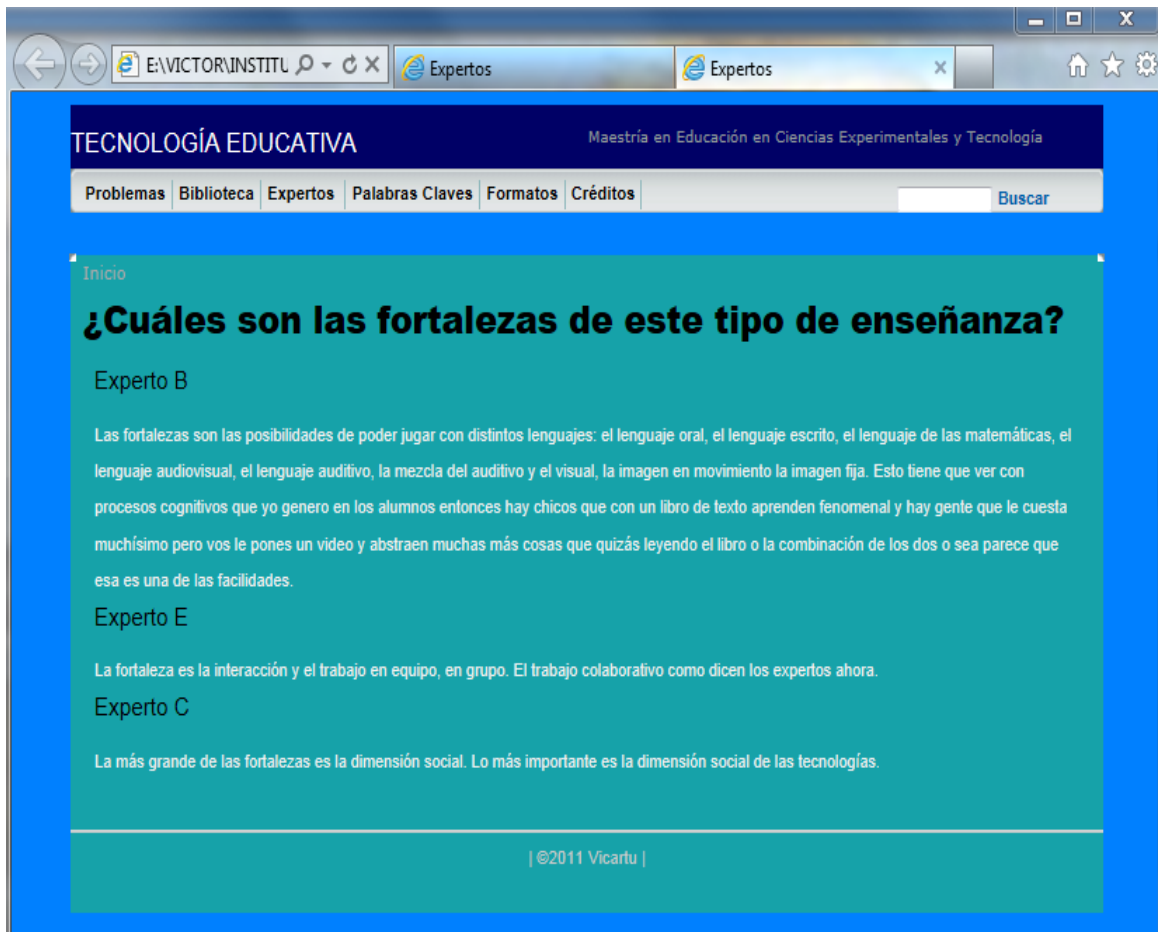 X
E:\VICTOR\INSTITU
Expertos
Expertos
TECNOLOGÍA EDUCATIVA
Maestría en Educación en Ciencias Experimentales y Tecnología
Problemas Biblioteca Expertos Palabras Claves Formatos Créditos
Buscar
Inicio
¿Cuáles son las fortalezas de este tipo de enseñanza?
Experto B
Las fortalezas son las posibilidades de poder jugar con distintos lenguajes: el lenguaje oral, el lenguaje escrito, el lenguaje de las matemáticas, el
lenguaje audiovisual, el lenguaje auditivo, la mezcla del auditivo y el visual, la imagen en movimiento la imagen fija. Esto tiene que ver con
procesos cognitivos que yo genero en los alumnos entonces hay chicos que con un libro de texto aprenden fenomenal y hay gente que le cuesta
muchísimo pero vos le pones un video y abstraen muchas más cosas que quizás leyendo el libro o la combinación de los dos o sea parece que
esa es una de las facilidades.
Experto E
La fortaleza es la interacción y el trabajo en equipo, en grupo. El trabajo colaborativo como dicen los expertos ahora.
Experto C
La más grande de las fortalezas es la dimensión social. Lo más importante es la dimensión social de las tecnologías.
| ©2011 Vicartu |